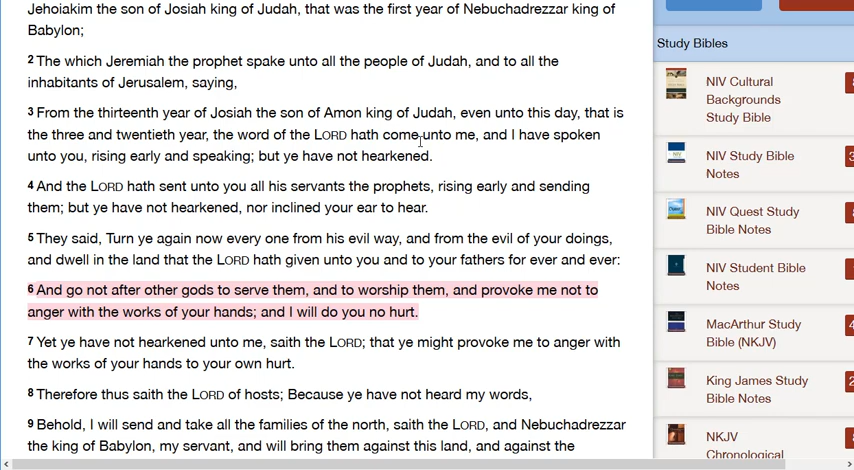 Jehoiakim the son of Josiah king of Judah, that was the first year of Nebuchadrezzar king of
Babylon;
2 The which Jeremiah the prophet spake unto all the people of Judah, and to all the
inhabitants of Jerusalem, saying,
3 From the thirteenth year of Josiah the son of Amon king of Judah, even unto this day, that is
the three and twentieth year, the word of the LORD hath come unto me, and I have spoken
unto you, rising early and speaking; but ye have not hearkened.
4 And the LORD hath sent unto you all his servants the prophets, rising early and sending
them; but ye have not hearkened, nor inclined your ear to hear.
5 They said, Turn ye again now every one from his evil way, and from the evil of your doings,
and dwell in the land that the LORD hath given unto you and to your fathers for ever and ever:
6 And go not after other gods to serve them, and to worship them, and provoke me not to
anger with the works of your hands; and I will do you no hurt.
7 Yet ye have not hearkened unto me, saith the LORD; that ye might provoke me to anger with
the works of your hands to your own hurt.
8 Therefore thus saith the LORD of hosts; Because ye have not heard my words,
9 Behold, I will send and take all the families of the north, saith the LORD, and Nebuchadrezzar
the king of Babylon, my servant, and will bring them against this land, and against the
Study Bibles
NIV Cultural
Backgrounds
Study Bible
NIV Study Bible
Notes
NIV Quest Study
Bible Notes
NIV Student Bible
Notes
MacArthur Study
Bible (NKJV)
King James Study
Bible Notes
NKJV
Chronological